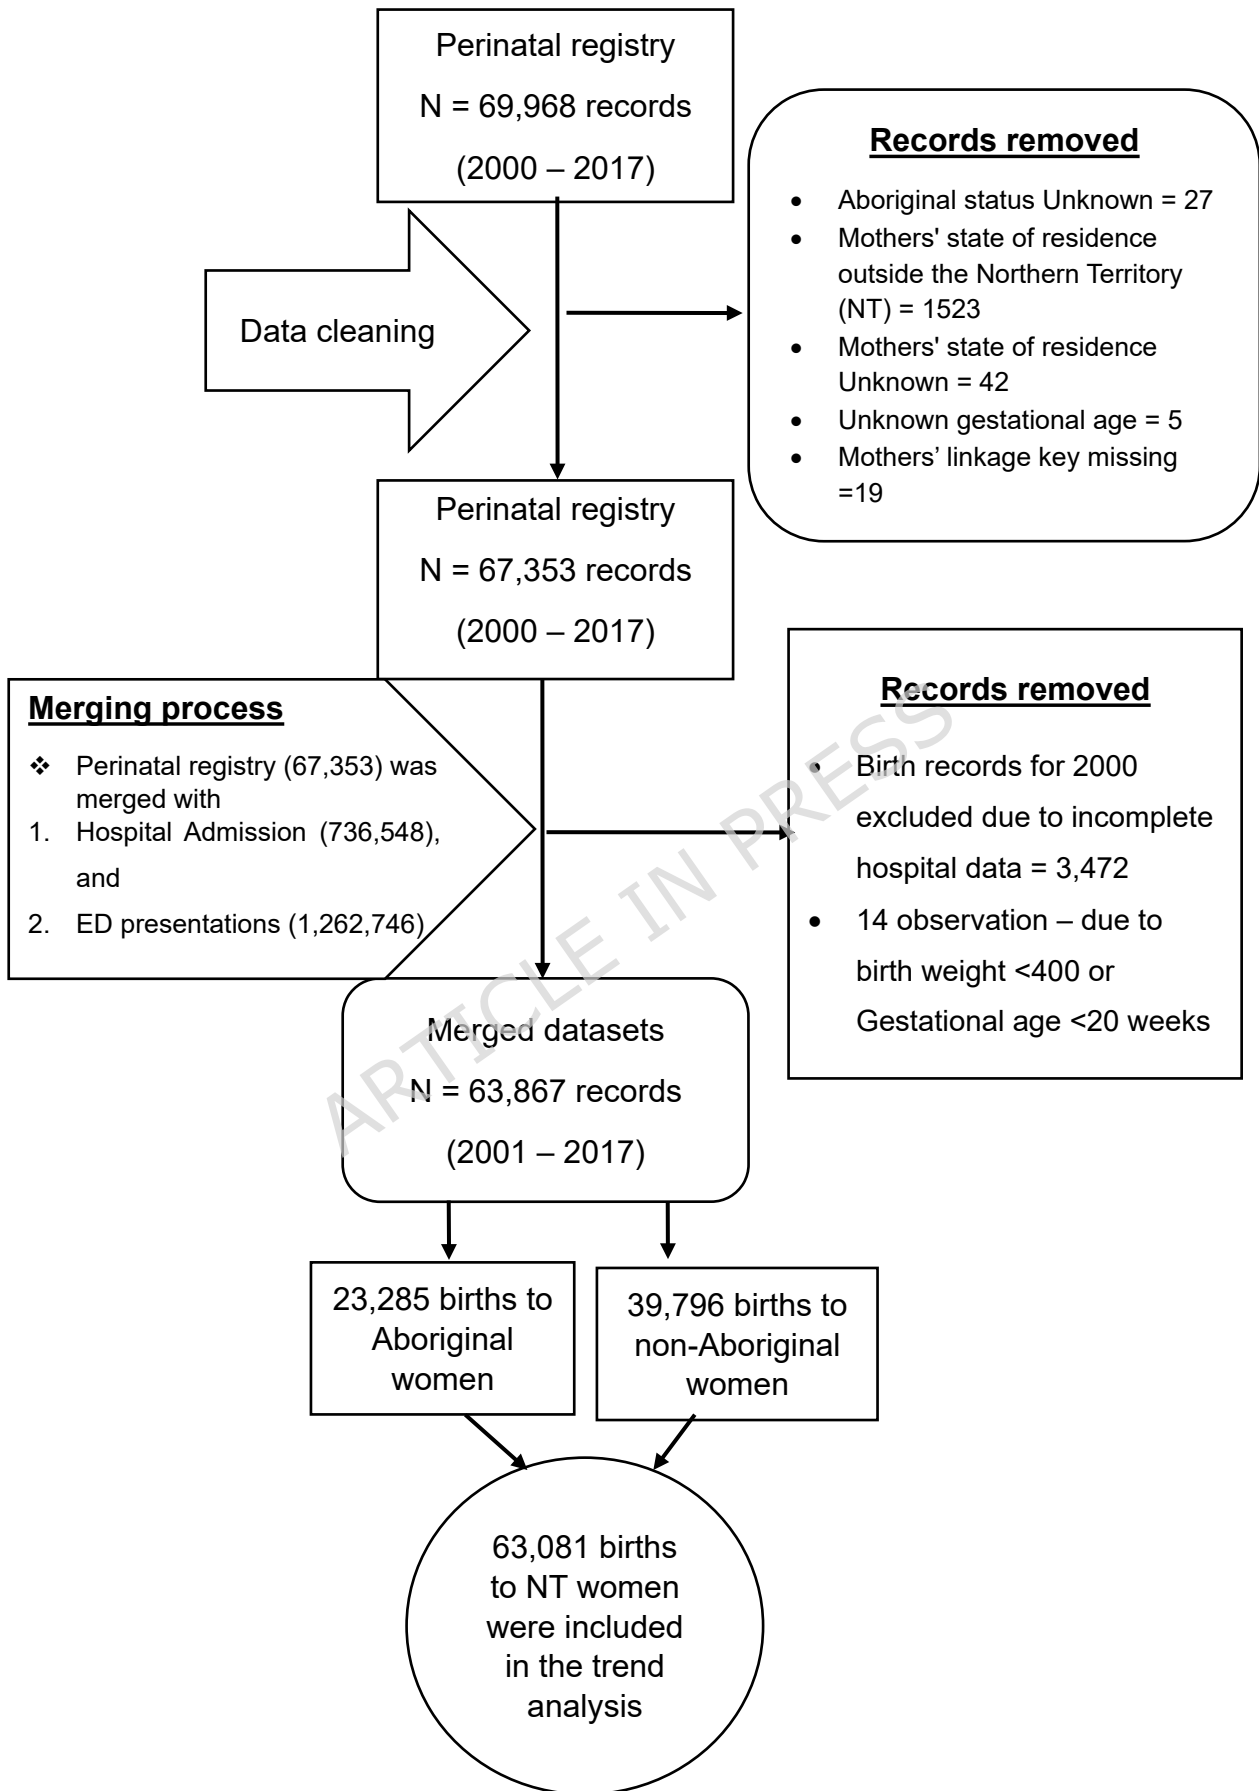 Perinatal registry
N = 69,968 records
(2000 – 2017)
Records removed
• Aboriginal status Unknown = 27
• Mothers' state of residence
outside the Northern Territory
(NT) = 1523
• Mothers' state of residence
Unknown = 42
• Unknown gestational age = 5
• Mothers’ linkage key missing
=19
Data cleaning
Perinatal registry
N = 67,353 records
(2000 – 2017)
Merging process
❖ Perinatal registry (67,353) was
merged with
1. Hospital Admission (736,548),
and
2. ED presentations (1,262,746)
Records removed
• Birth records for 2000
excluded due to incomplete
hospital data = 3,472
• 14 observation – due to
birth weight <400 or
Gestational age <20 weeks
ARTICLE IN PRESS
Merged datasets
N = 63,867 records
(2001 – 2017)
23,285 births to
Aboriginal
women
39,796 births to
non-Aboriginal
women
63,081 births
to NT women
were included
in the trend
analysis